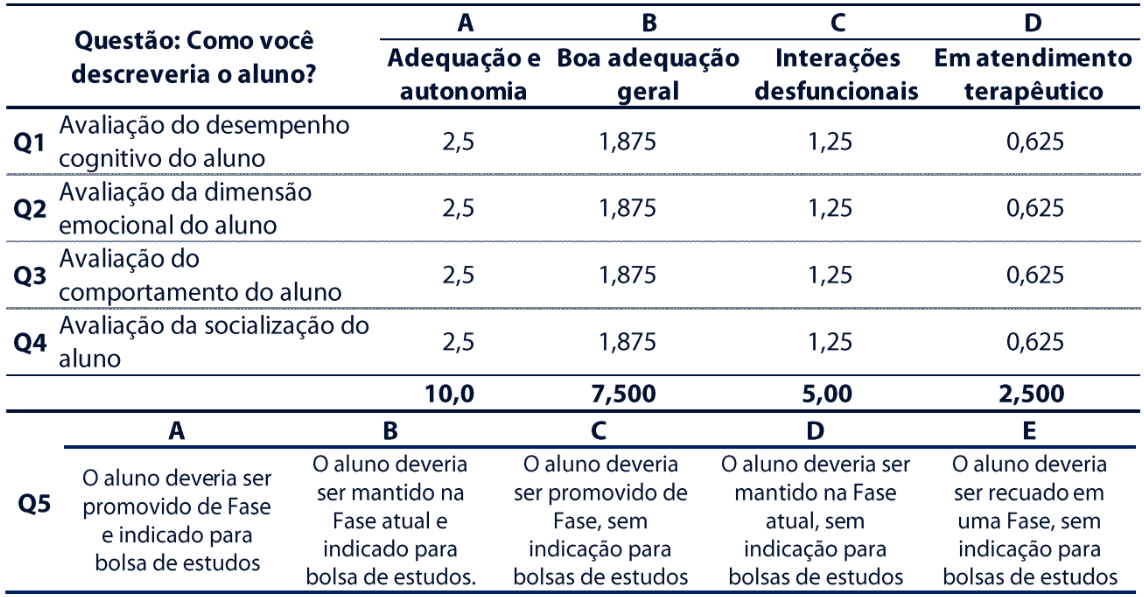 Questão: Como você
descreveria o aluno?
A B C D
Adequação e Boa adequação Interações Em atendimento
autonomia geral desfuncionais terapêutico
Avaliação do desempenho
Q1 2,5 1,875 1,25 0,625
cognitivo do aluno
Avaliação da dimensão
Q2 2,5 1,875 1,25 0,625
emocional do aluno
Avaliação do
Q3 2,5 1,875 1,25 0,625
comportamento do aluno
Avaliação da socialização do
Q4 2,5 1,875 1,25 0,625
aluno
10,0 7,500 5,00 2,500
Q5
A
O aluno deveria ser
promovido de Fase
e indicado para
bolsa de estudos
B
O aluno deveria
ser mantido na
Fase atual e
indicado para
bolsa de estudos.
C
O aluno deveria
ser promovido de
Fase, sem
indicação para
bolsas de estudos
D
O aluno deveria ser
mantido na Fase
atual, sem
indicação para
bolsas de estudos
E
O aluno deveria
ser recuado em
uma Fase, sem
indicação para
bolsas de estudos